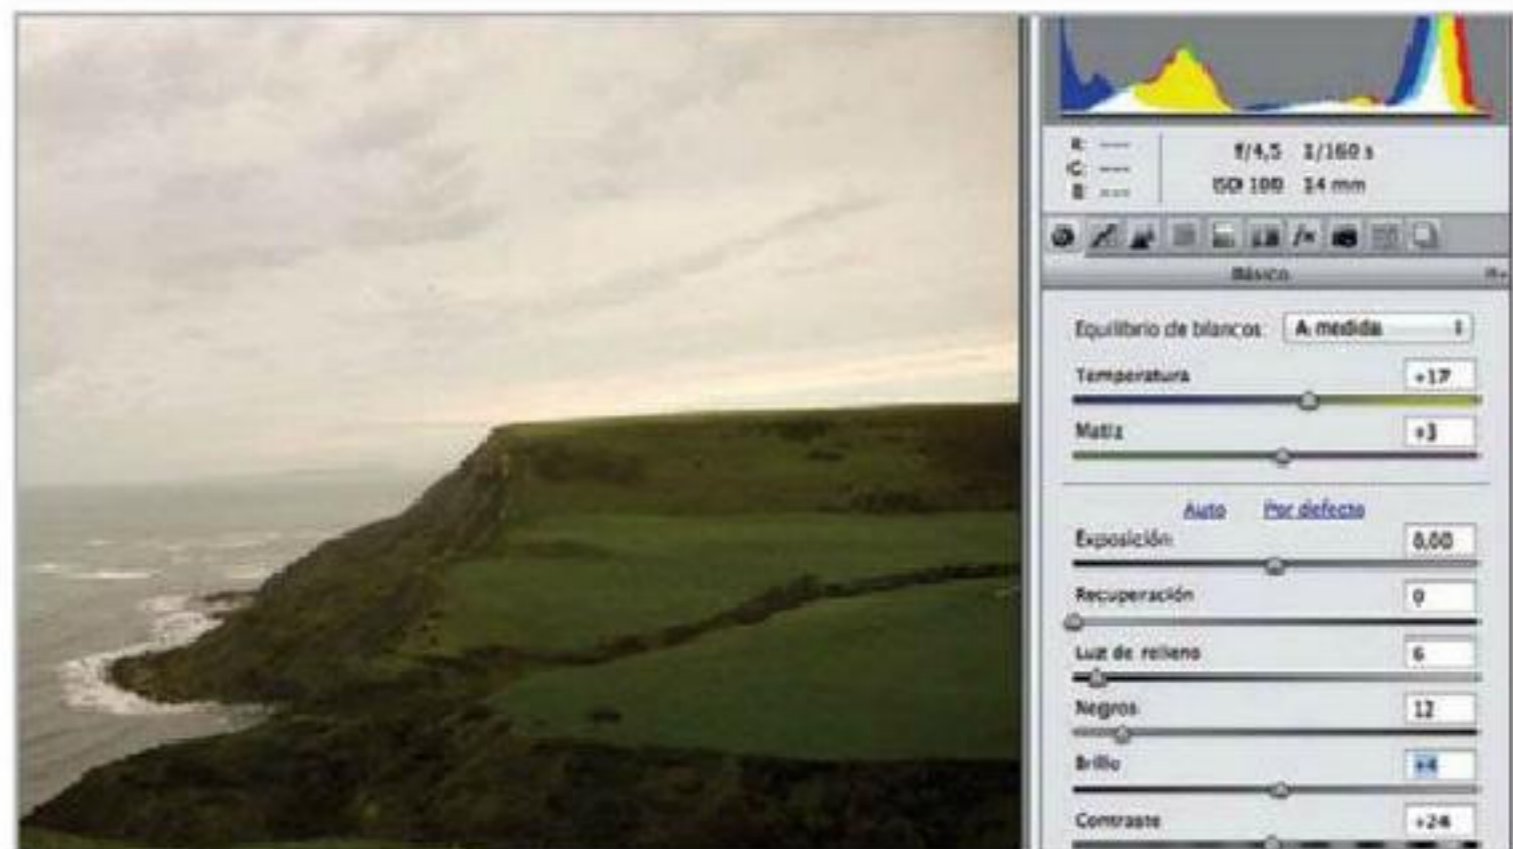 R: ---
G: ---
B: ---
f/4,5 1/160 s
ISO 100 14 mm
Básico
Equilibrio de blancos: A medida
Temperatura +17
Matiz +3
Auto Por defecto
Exposición 0,00
Recuperación 0
Luz de relleno 6
Negros 12
Brillo +4
Contraste +24